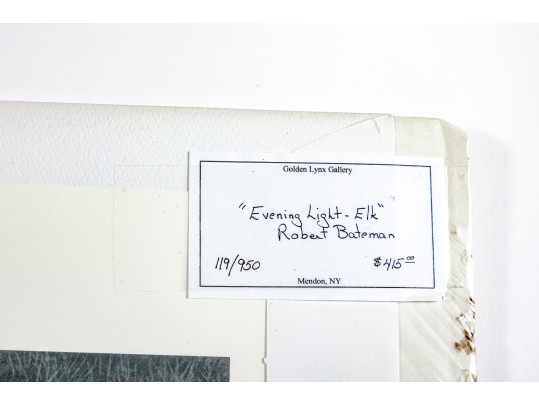 Golden Lynx Gallery
"Evening Light - Elk"
Robert Bateman
119/950 $415.00
Mendon, NY